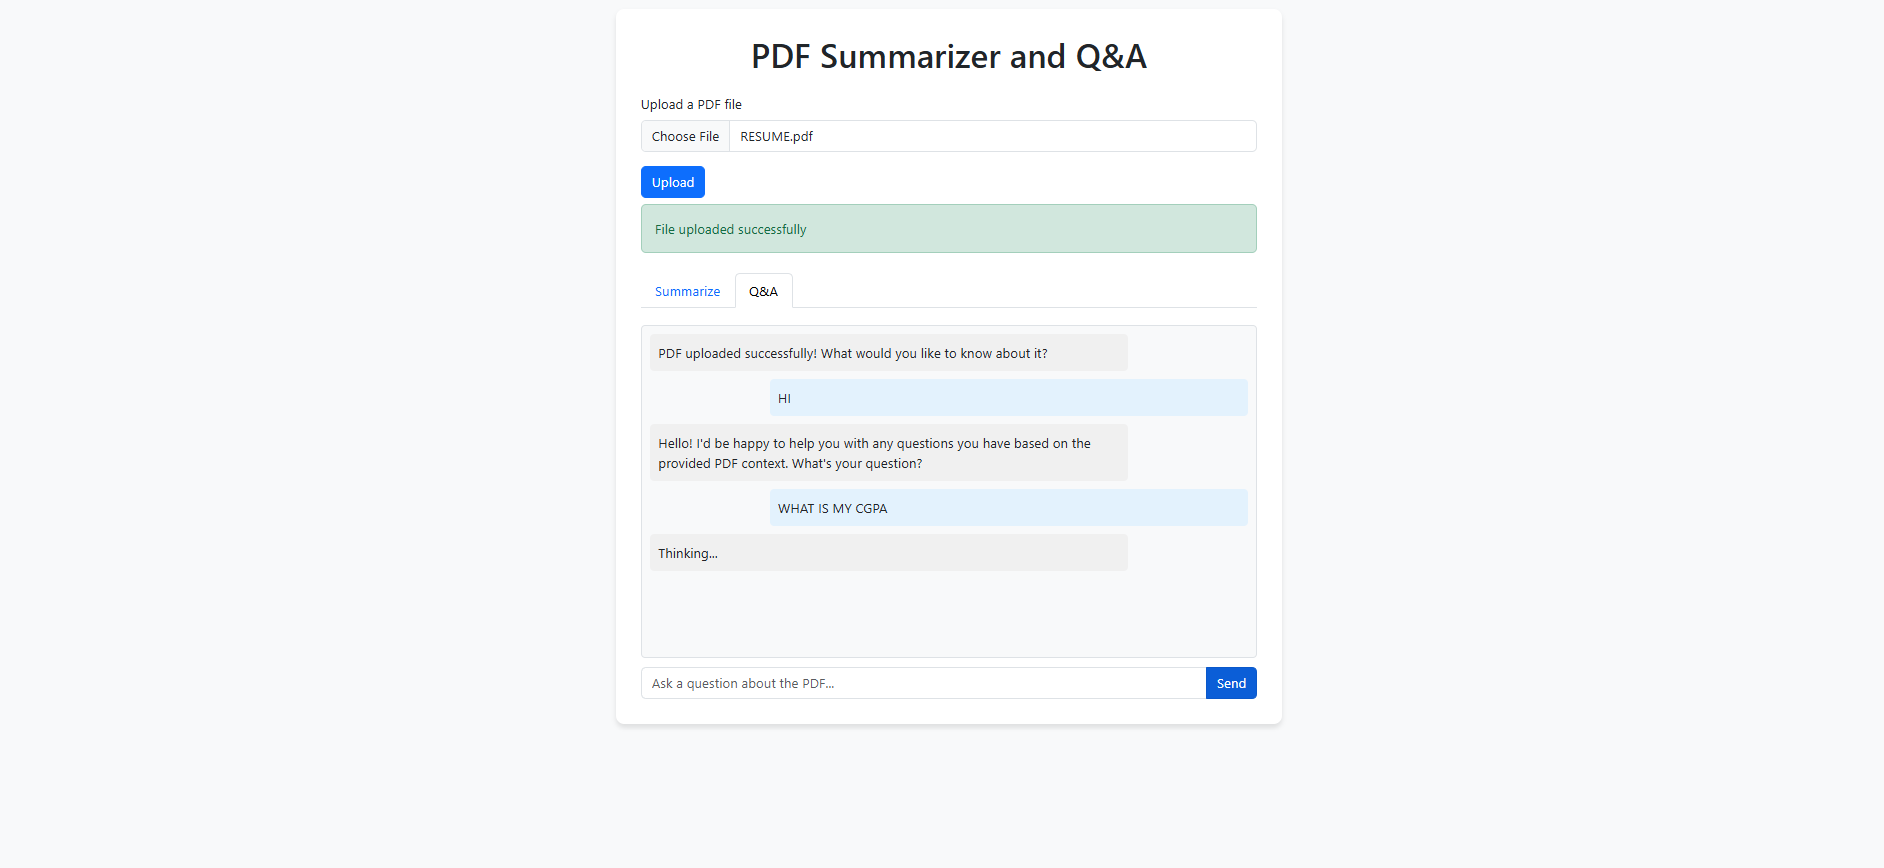 PDF Summarizer and Q&A
Upload a PDF file
Choose File RESUME.pdf
Upload
File uploaded successfully
Summarize Q&A
PDF uploaded successfully! What would you like to know about it?
HI
Hello! I'd be happy to help you with any questions you have based on the
provided PDF context. What's your question?
WHAT IS MY CGPA
Thinking...
Ask a question about the PDF... Send